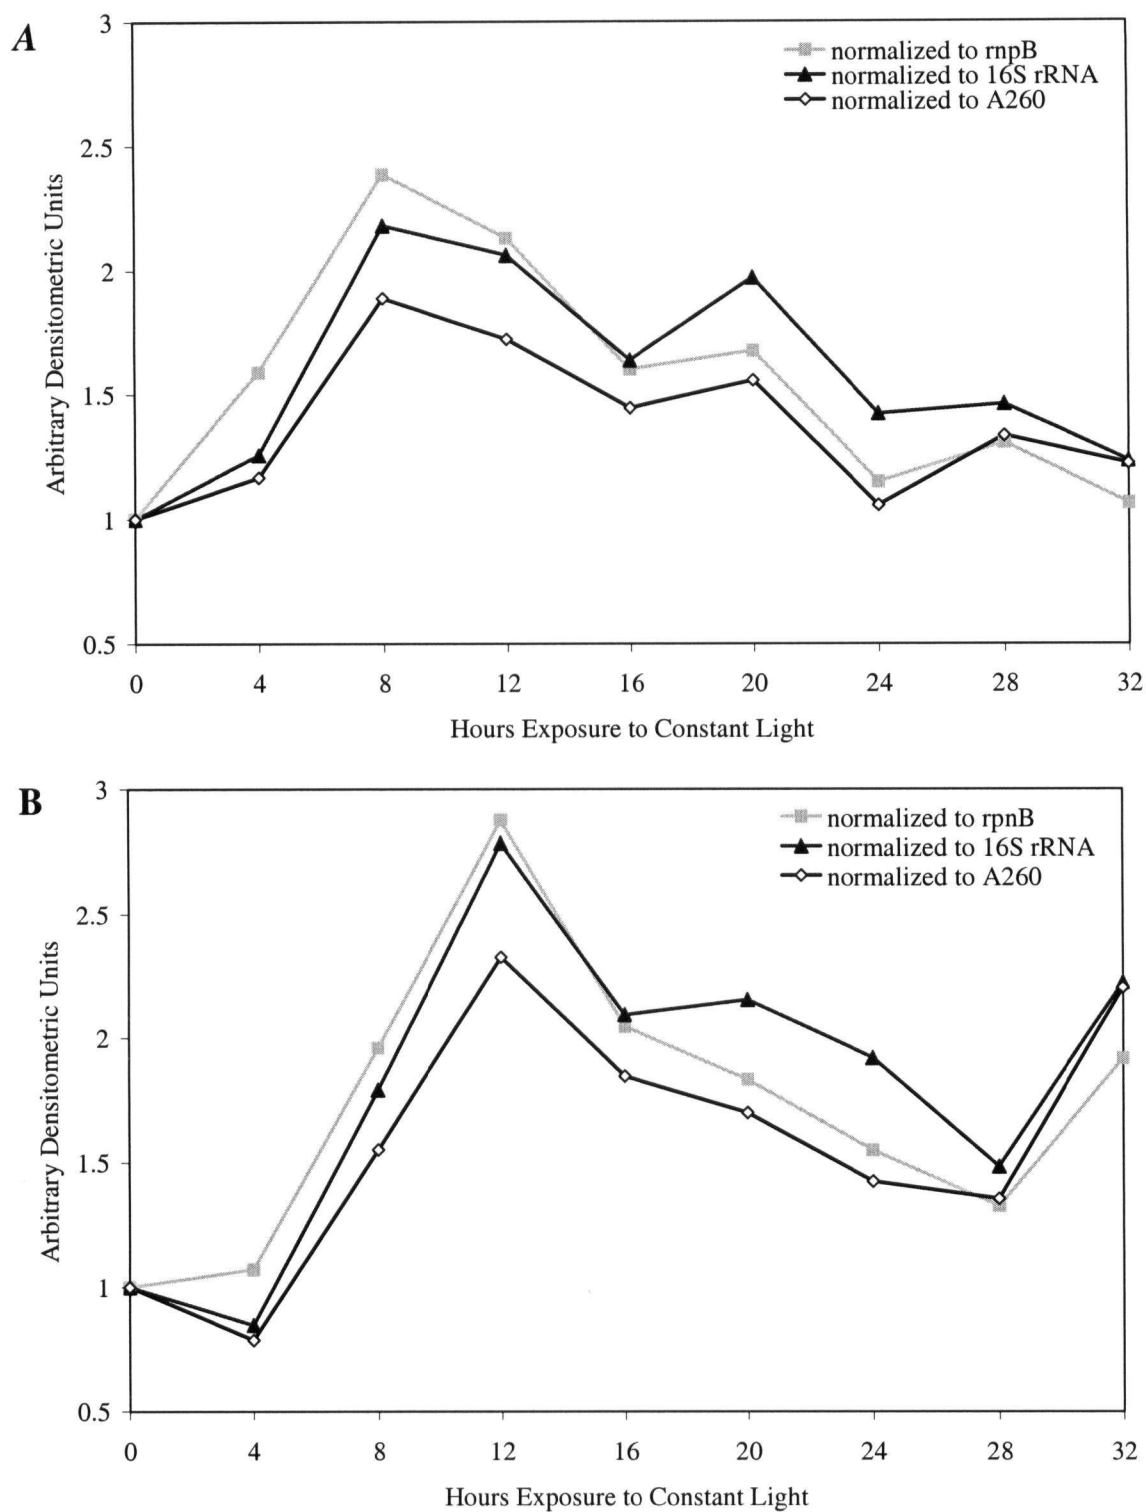 A
3
2.5
2
1.5
1
0.5
Arbitrary Densitometric Units
normalized to rnpB
normalized to 16S rRNA
normalized to A260
0 4 8 12 16 20 24 28 32
Hours Exposure to Constant Light
B
3
2.5
2
1.5
1
0.5
Arbitrary Densitometric Units
normalized to rpnB
normalized to 16S rRNA
normalized to A260
0 4 8 12 16 20 24 28 32
Hours Exposure to Constant Light